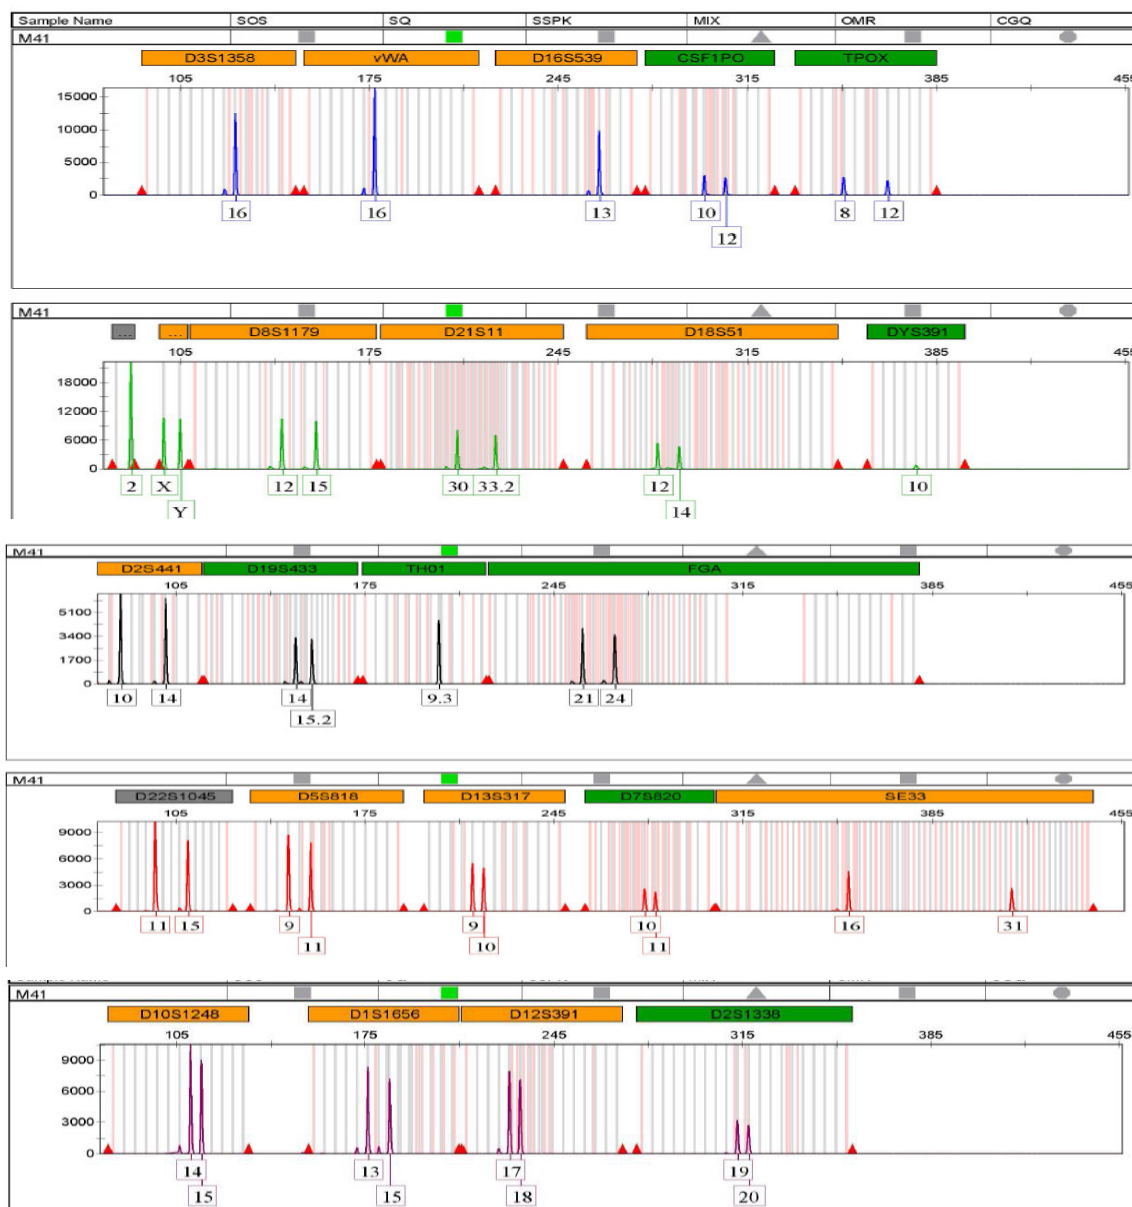 Sample Name SOS SQ SSPK MIX OMR CGQ
M41
D3S1358 vWA D16S539 CSF1PO TPOX
105 175 245 315 385 455
15000
10000
5000
0
16 16 13 10 8 12
12
M41
... ... D8S1179 D21S11 D18S51 DYS391
105 175 245 315 385 455
18000
12000
6000
0
2 X 12 15 30 33.2 12 10
Y 14
M41
D2S441 D19S433 TH01 FGA
105 175 245 315 385 455
5100
3400
1700
0
10 14 14 9.3 21 24
15.2
M41
D22S1045 D5S818 D13S317 D7S820 SE33
105 175 245 315 385 455
9000
6000
3000
0
11 15 9 9 10 16 31
11 10 11
M41
D10S1248 D1S1656 D12S391 D2S1338
105 175 245 315 385 455
9000
6000
3000
0
14 13 17 19
15 15 18 20